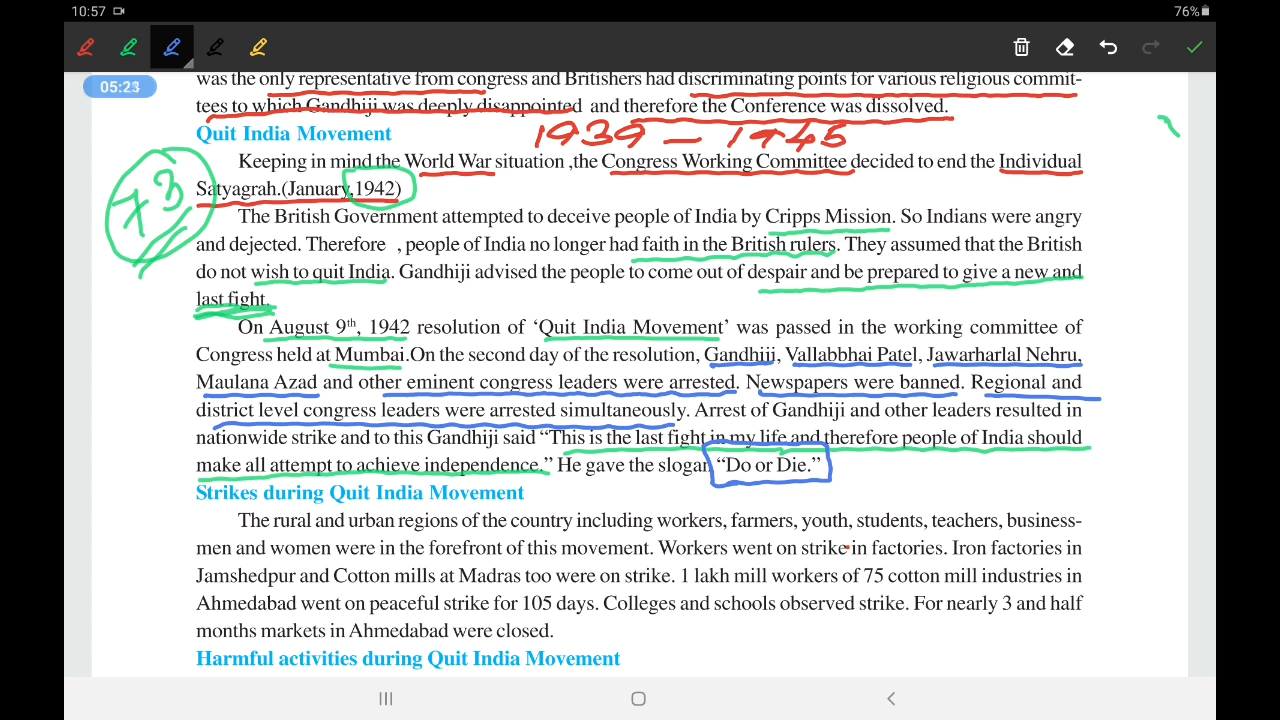 10:57
76%
05:23
was the only representative from congress and Britishers had discriminating points for various religious commit-
tees to which Gandhiji was deeply disappointed and therefore the Conference was dissolved.
Quit India Movement
1939 – 1945
Keeping in mind the World War situation ,the Congress Working Committee decided to end the Individual
Satyagrah.(January,1942)
73
The British Government attempted to deceive people of India by Cripps Mission. So Indians were angry
and dejected. Therefore , people of India no longer had faith in the British rulers. They assumed that the British
do not wish to quit India. Gandhiji advised the people to come out of despair and be prepared to give a new and
last fight.
On August 9th, 1942 resolution of ‘Quit India Movement’ was passed in the working committee of
Congress held at Mumbai.On the second day of the resolution, Gandhiji, Vallabbhai Patel, Jawarharlal Nehru,
Maulana Azad and other eminent congress leaders were arrested. Newspapers were banned. Regional and
district level congress leaders were arrested simultaneously. Arrest of Gandhiji and other leaders resulted in
nationwide strike and to this Gandhiji said “This is the last fight in my life and therefore people of India should
make all attempt to achieve independence.” He gave the slogan “Do or Die.”
Strikes during Quit India Movement
The rural and urban regions of the country including workers, farmers, youth, students, teachers, business-
men and women were in the forefront of this movement. Workers went on strike in factories. Iron factories in
Jamshedpur and Cotton mills at Madras too were on strike. 1 lakh mill workers of 75 cotton mill industries in
Ahmedabad went on peaceful strike for 105 days. Colleges and schools observed strike. For nearly 3 and half
months markets in Ahmedabad were closed.
Harmful activities during Quit India Movement